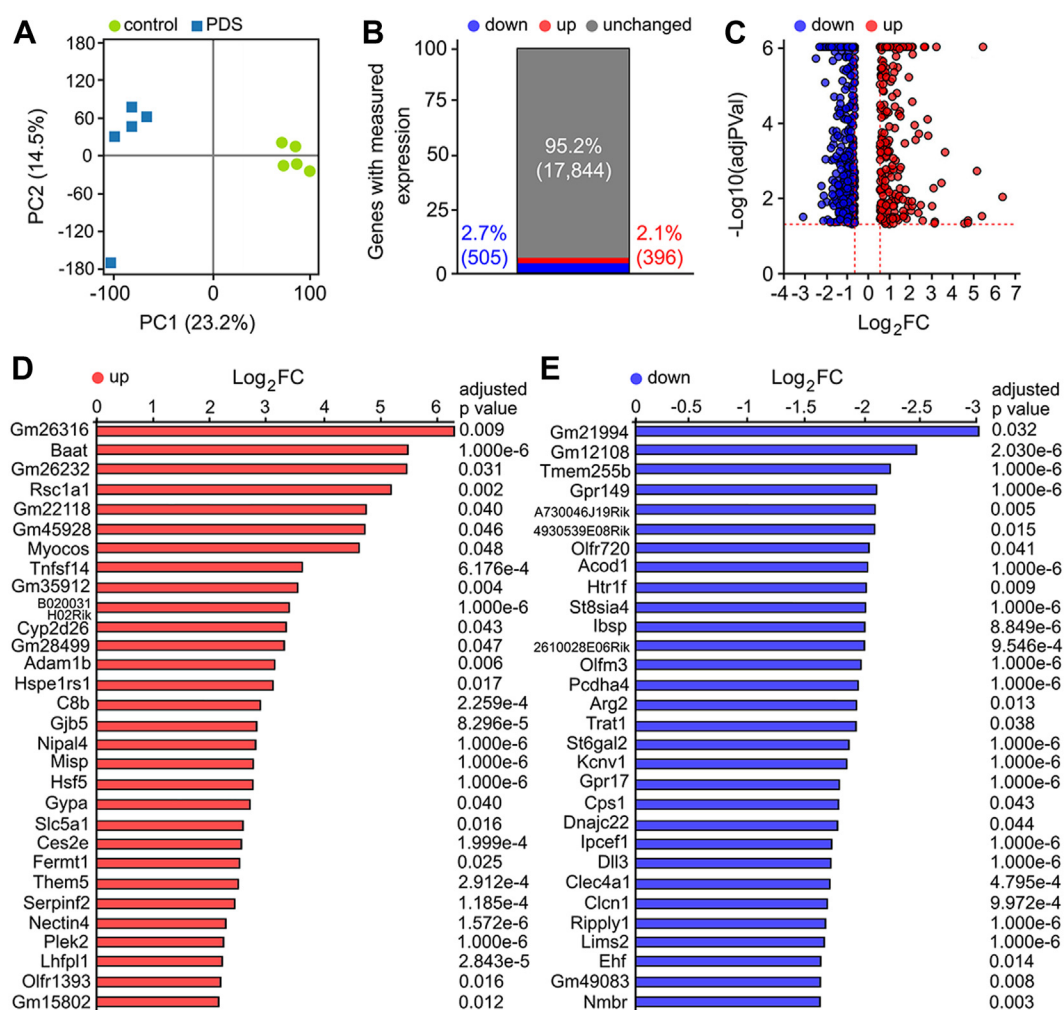 A
control PDS
180
120
60
0
-60
-120
-180
-100 0 100
PC2 (14.5%)
PC1 (23.2%)
B
down up unchanged
100
75
50
25
0
Genes with measured
expression
95.2%
(17,844)
2.7%
(505)
2.1%
(396)
C
down up
6
4
2
0
-4 -3 -2 -1 0 1 2 3 4 5 6 7
-Log10(adjPVal)
Log2FC
D
up
Log2FC
adjusted
p value
0 1 2 3 4 5 6
Gm26316 0.009
Baat 1.000e-6
Gm26232 0.031
Rsc1a1 0.002
Gm22118 0.040
Gm45928 0.046
Myocos 0.048
Tnfsf14 6.176e-4
Gm35912 0.004
B020031
H02Rik 1.000e-6
Cyp2d26 0.043
Gm28499 0.047
Adam1b 0.006
Hspe1rs1 0.017
C8b 2.259e-4
Gjb5 8.296e-5
Nipal4 1.000e-6
Misp 1.000e-6
Hsf5 1.000e-6
Gypa 0.040
Slc5a1 0.016
Ces2e 1.999e-4
Fermt1 0.025
Them5 2.912e-4
Serpinf2 1.185e-4
Nectin4 1.572e-6
Plek2 1.000e-6
Lhfpl1 2.843e-5
Olfr1393 0.016
Gm15802 0.012
E
down
Log2FC
adjusted
p value
0 -0.5 -1 -1.5 -2 -2.5 -3
Gm21994 0.032
Gm12108 2.030e-6
Tmem255b 1.000e-6
Gpr149 1.000e-6
A730046J19Rik 0.005
4930539E08Rik 0.015
Olfr720 0.041
Acod1 1.000e-6
Htr1f 0.009
St8sia4 1.000e-6
Ibsp 8.849e-6
2610028E06Rik 9.546e-4
Olfm3 1.000e-6
Pcdha4 1.000e-6
Arg2 0.013
Trat1 0.038
St6gal2 1.000e-6
Kcnv1 1.000e-6
Gpr17 1.000e-6
Cps1 0.043
Dnajc22 0.044
Ipcef1 1.000e-6
Dll3 1.000e-6
Clec4a1 4.795e-4
Clcn1 9.972e-4
Ripply1 1.000e-6
Lims2 1.000e-6
Ehf 0.014
Gm49083 0.008
Nmbr 0.003